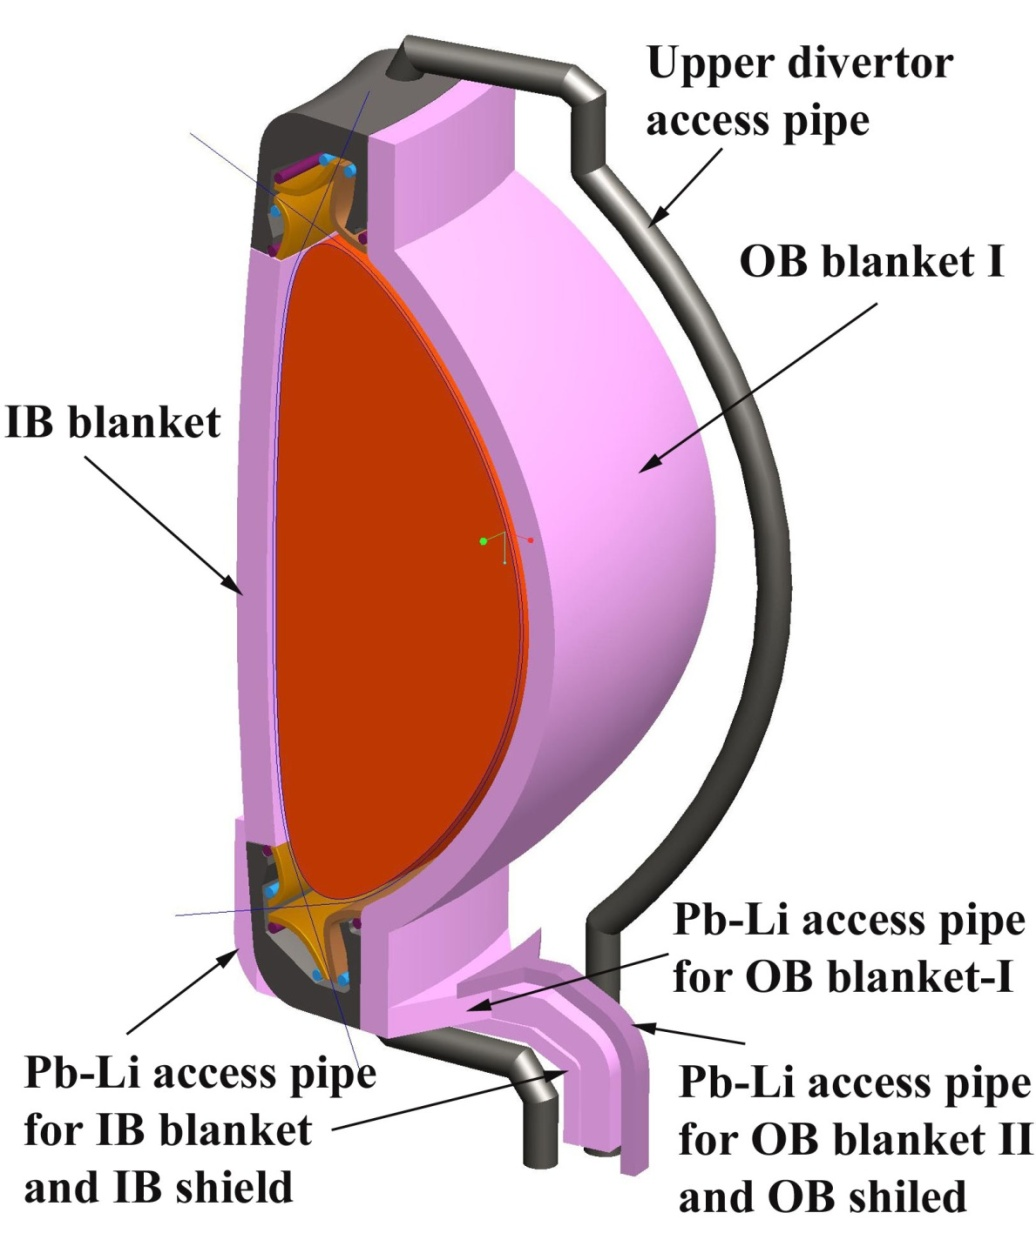 Upper divertor
access pipe
OB blanket I
IB blanket
Pb-Li access pipe
for OB blanket-I
Pb-Li access pipe
for IB blanket
and IB shield
Pb-Li access pipe
for OB blanket II
and OB shiled